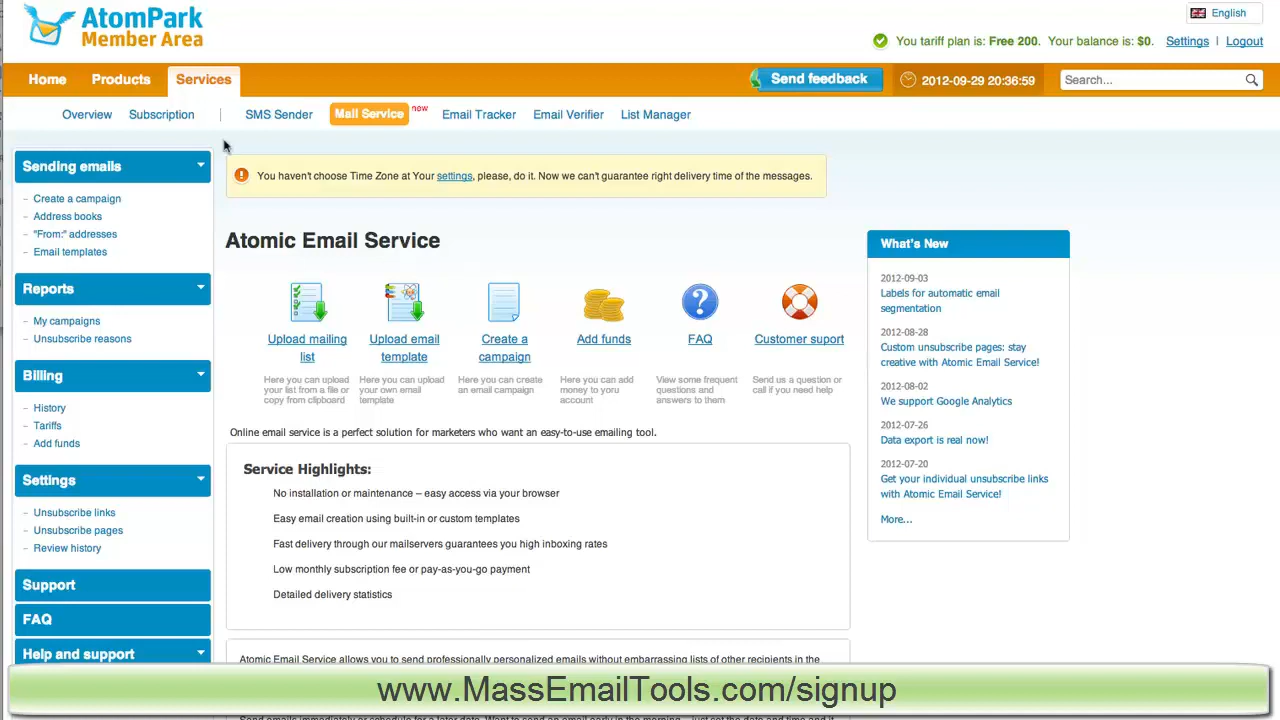 AtomPark
Member Area
English
You tariff plan is: Free 200. Your balance is: $0. Settings | Logout
Home Products Services
Send feedback
2012-09-29 20:36:59
Search...
Overview Subscription | SMS Sender Mail Service now Email Tracker Email Verifier List Manager
Sending emails
– Create a campaign
– Address books
– "From:" addresses
– Email templates
Reports
– My campaigns
– Unsubscribe reasons
Billing
– History
– Tariffs
– Add funds
Settings
– Unsubscribe links
– Unsubscribe pages
– Review history
Support
FAQ
Help and support
You haven't choose Time Zone at Your settings, please, do it. Now we can't guarantee right delivery time of the messages.
Atomic Email Service
Upload mailing
list
Here you can upload
your list from a file or
copy from clipboard
Upload email
template
Here you can upload
your own email
template
Create a
campaign
Here you can create
an email campaign
Add funds
Here you can add
money to yoru
account
FAQ
View some frequent
questions and
answers to them
Customer suport
Send us a question or
call if you need help
Online email service is a perfect solution for marketers who want an easy-to-use emailing tool.
Service Highlights:
No installation or maintenance – easy access via your browser
Easy email creation using built-in or custom templates
Fast delivery through our mailservers guarantees you high inboxing rates
Low monthly subscription fee or pay-as-you-go payment
Detailed delivery statistics
Atomic Email Service allows you to send professionally personalized emails without embarrassing lists of other recipients in the
What's New
2012-09-03
Labels for automatic email
segmentation
2012-08-28
Custom unsubscribe pages: stay
creative with Atomic Email Service!
2012-08-02
We support Google Analytics
2012-07-26
Data export is real now!
2012-07-20
Get your individual unsubscribe links
with Atomic Email Service!
More...
www.MassEmailTools.com/signup